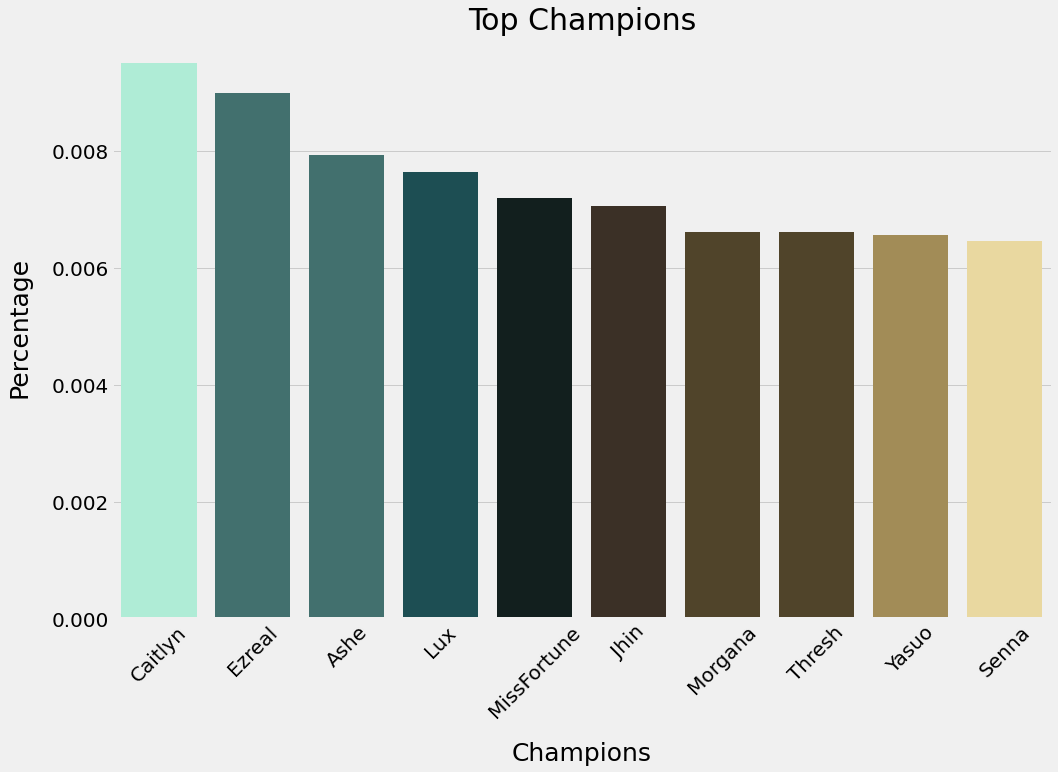 Top Champions
Percentage
0.008
0.006
0.004
0.002
0.000
Caitlyn
Ezreal
Ashe
Lux
MissFortune
Jhin
Morgana
Thresh
Yasuo
Senna
Champions